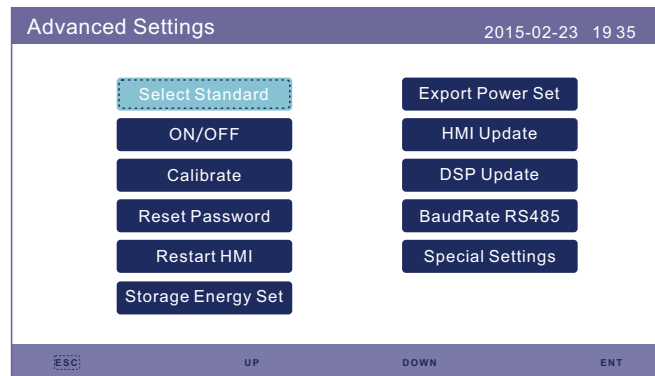 Advanced Settings
2015-02-23 19 35
Select Standard
ON/OFF
Calibrate
Reset Password
Restart HMI
Storage Energy Set
Export Power Set
HMI Update
DSP Update
BaudRate RS485
Special Settings
ESC UP DOWN ENT